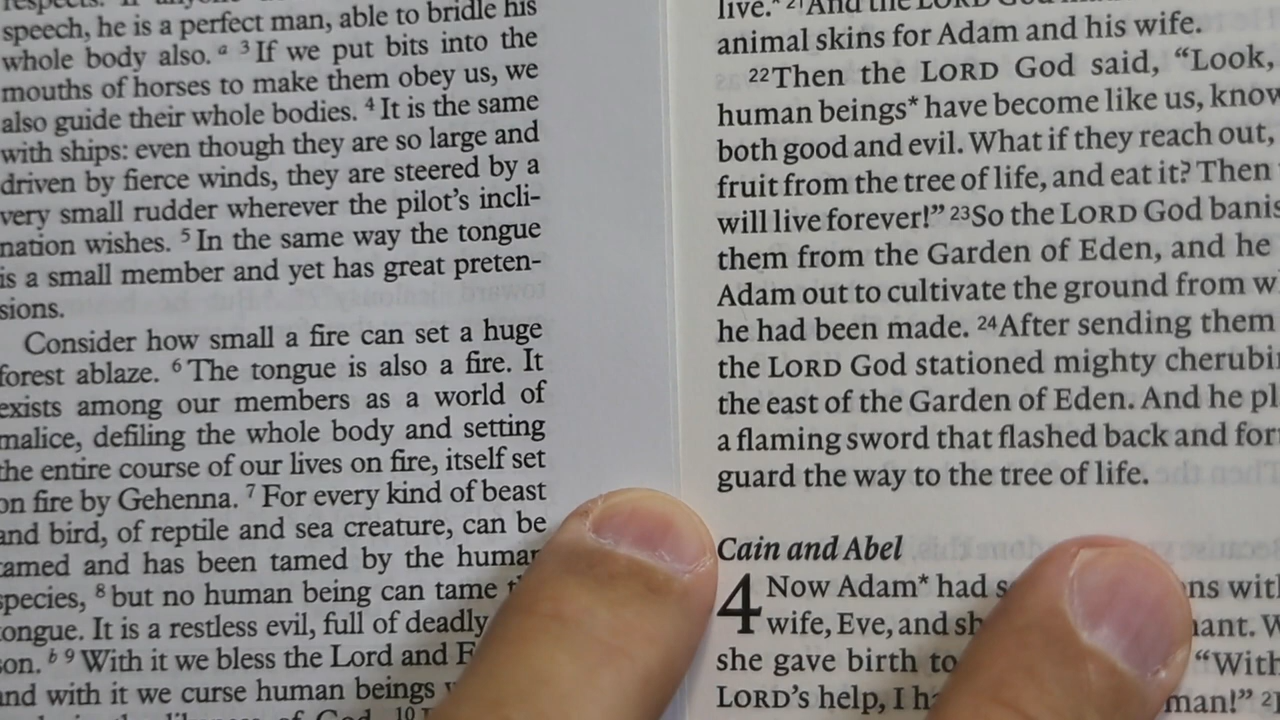 speech, he is a perfect man, able to bridle his
whole body also. a 3 If we put bits into the
mouths of horses to make them obey us, we
also guide their whole bodies. 4 It is the same
with ships: even though they are so large and
driven by fierce winds, they are steered by a
very small rudder wherever the pilot's incli-
nation wishes. 5 In the same way the tongue
is a small member and yet has great preten-
sions.
Consider how small a fire can set a huge
forest ablaze. 6 The tongue is also a fire. It
exists among our members as a world of
malice, defiling the whole body and setting
the entire course of our lives on fire, itself set
on fire by Gehenna. 7 For every kind of beast
and bird, of reptile and sea creature, can be
tamed and has been tamed by the human
species, 8 but no human being can tame
tongue. It is a restless evil, full of deadly
son. b 9 With it we bless the Lord and
and with it we curse human beings
of God. 10
live.* 21 And the LORD God
animal skins for Adam and his wife.
22 Then the LORD God said, “Look,
human beings* have become like us, know
both good and evil. What if they reach out,
fruit from the tree of life, and eat it? Then
will live forever!” 23 So the LORD God banis
them from the Garden of Eden, and he
Adam out to cultivate the ground from w
he had been made. 24 After sending them
the LORD God stationed mighty cherubi
the east of the Garden of Eden. And he pl
a flaming sword that flashed back and for
guard the way to the tree of life.
Cain and Abel
4 Now Adam* had s ns with
wife, Eve, and sh nant. W
she gave birth to “With
LORD's help, I ha man!” 2